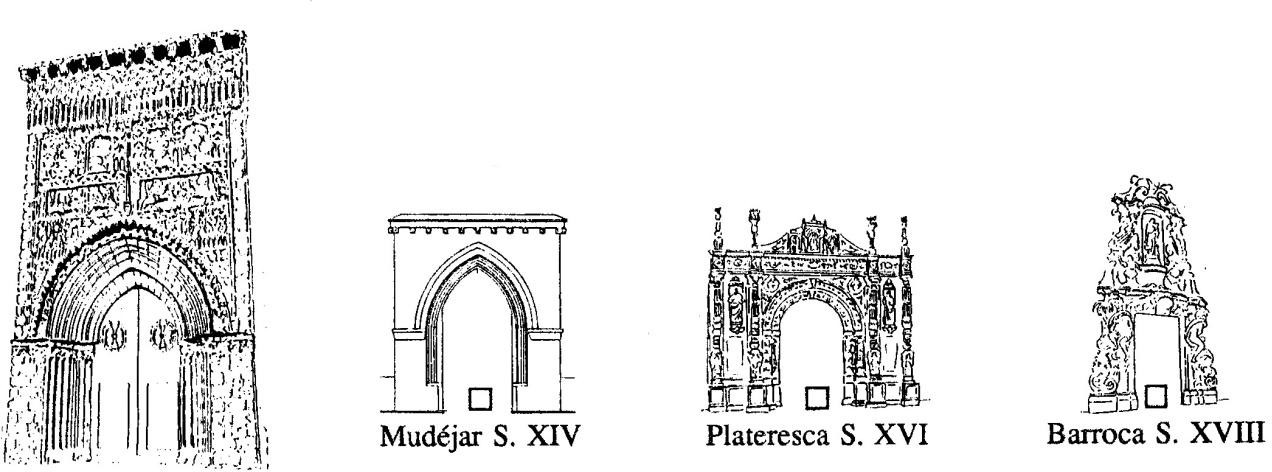 Mudéjar S. XIV
Plateresca S. XVI
Barroca S. XVIII